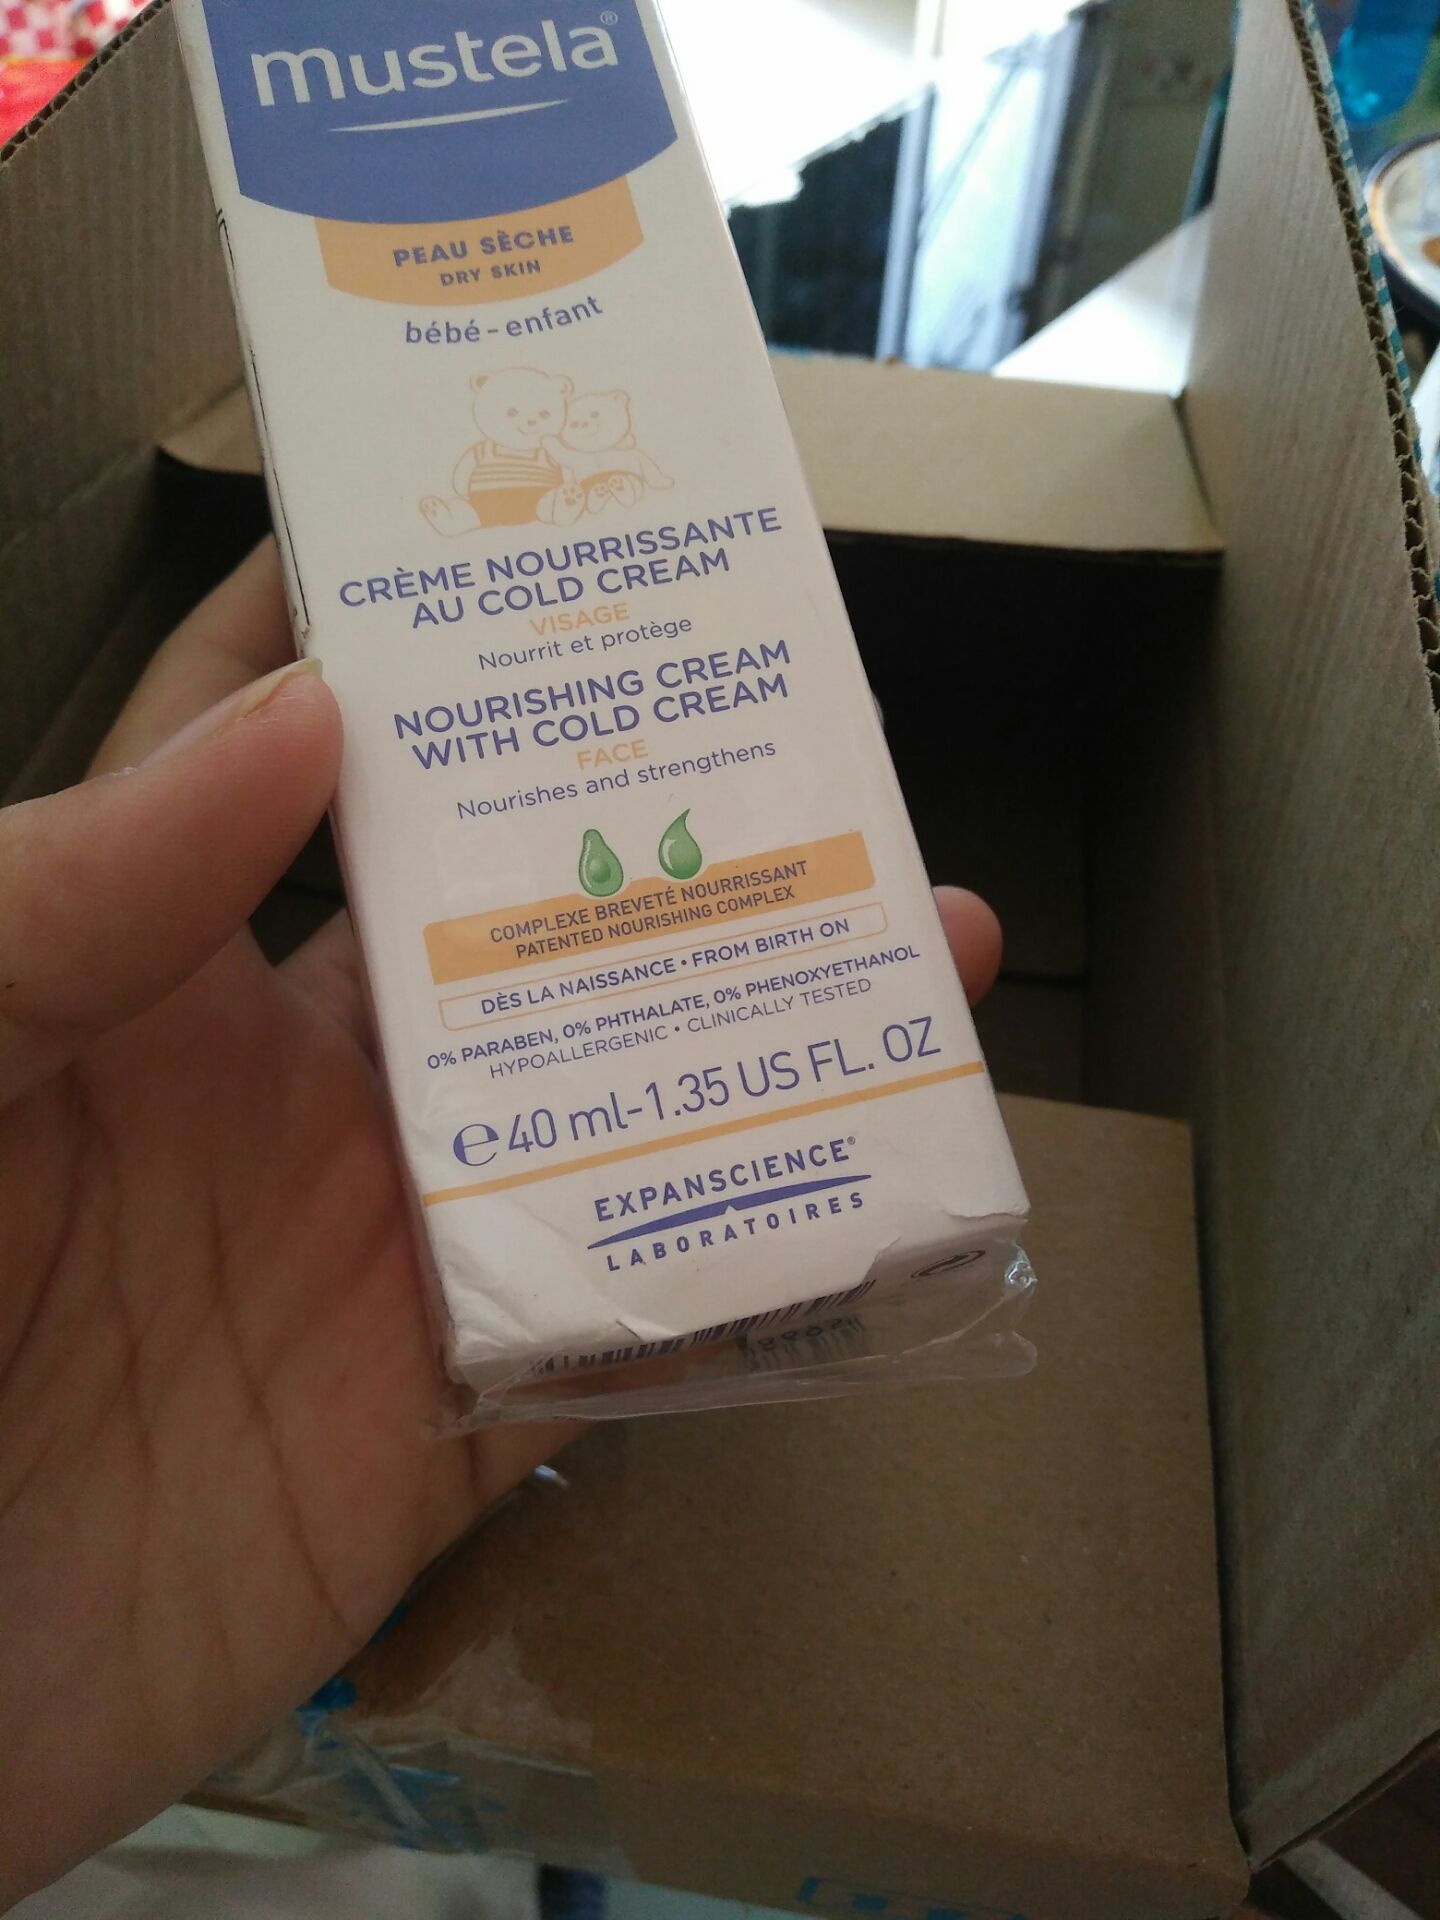 mustela®
PEAU SÈCHE
DRY SKIN
bébé-enfant
CRÈME NOURRISSANTE
AU COLD CREAM
VISAGE
Nourrit et protège
NOURISHING CREAM
WITH COLD CREAM
FACE
Nourishes and strengthens
COMPLEXE BREVETÉ NOURRISSANT
PATENTED NOURISHING COMPLEX
DÈS LA NAISSANCE • FROM BIRTH ON
0% PARABEN, 0% PHTHALATE, 0% PHENOXYETHANOL
HYPOALLERGENIC • CLINICALLY TESTED
℮ 40 ml-1.35 US FL. OZ
EXPANSCIENCE®
LABORATOIRES